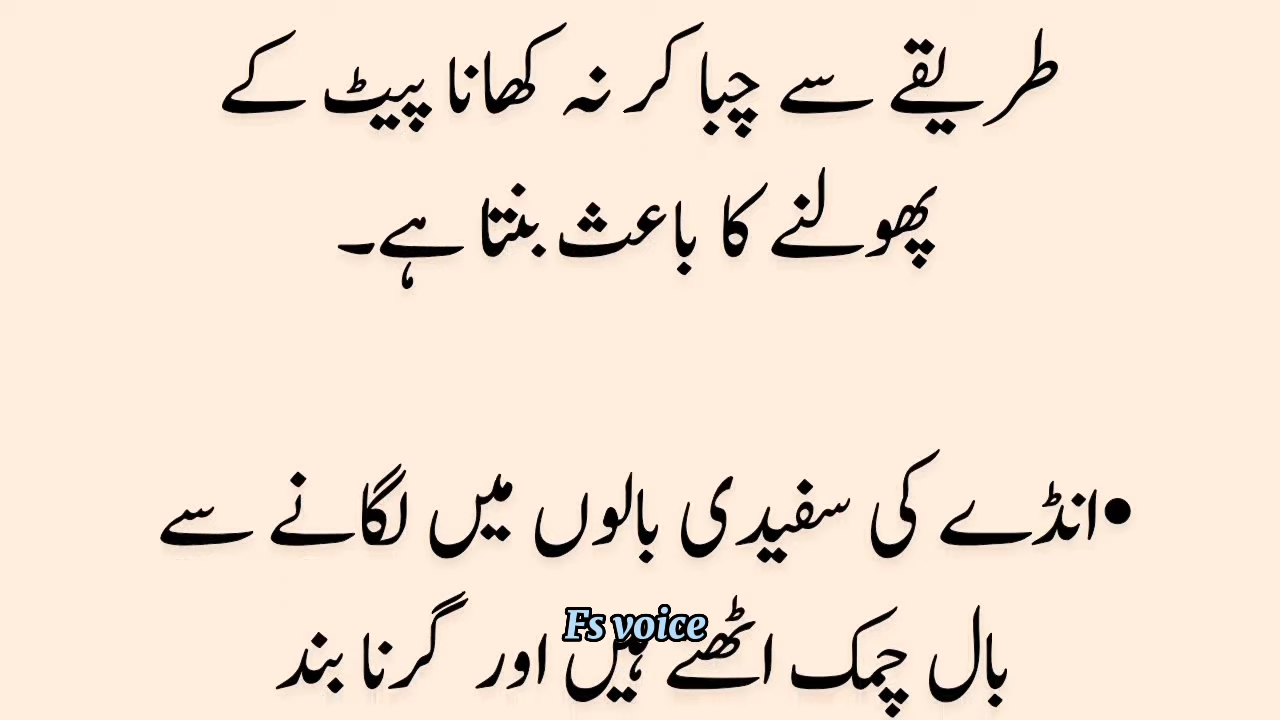 طریقے سے چبا کر نہ کھانا پیٹ کے
پھولنے کا باعث بنتا ہے۔
•انڈے کی سفیدی بالوں میں لگانے سے
بال چمک اٹھتے ہیں اور گرنا بند
Fs voice